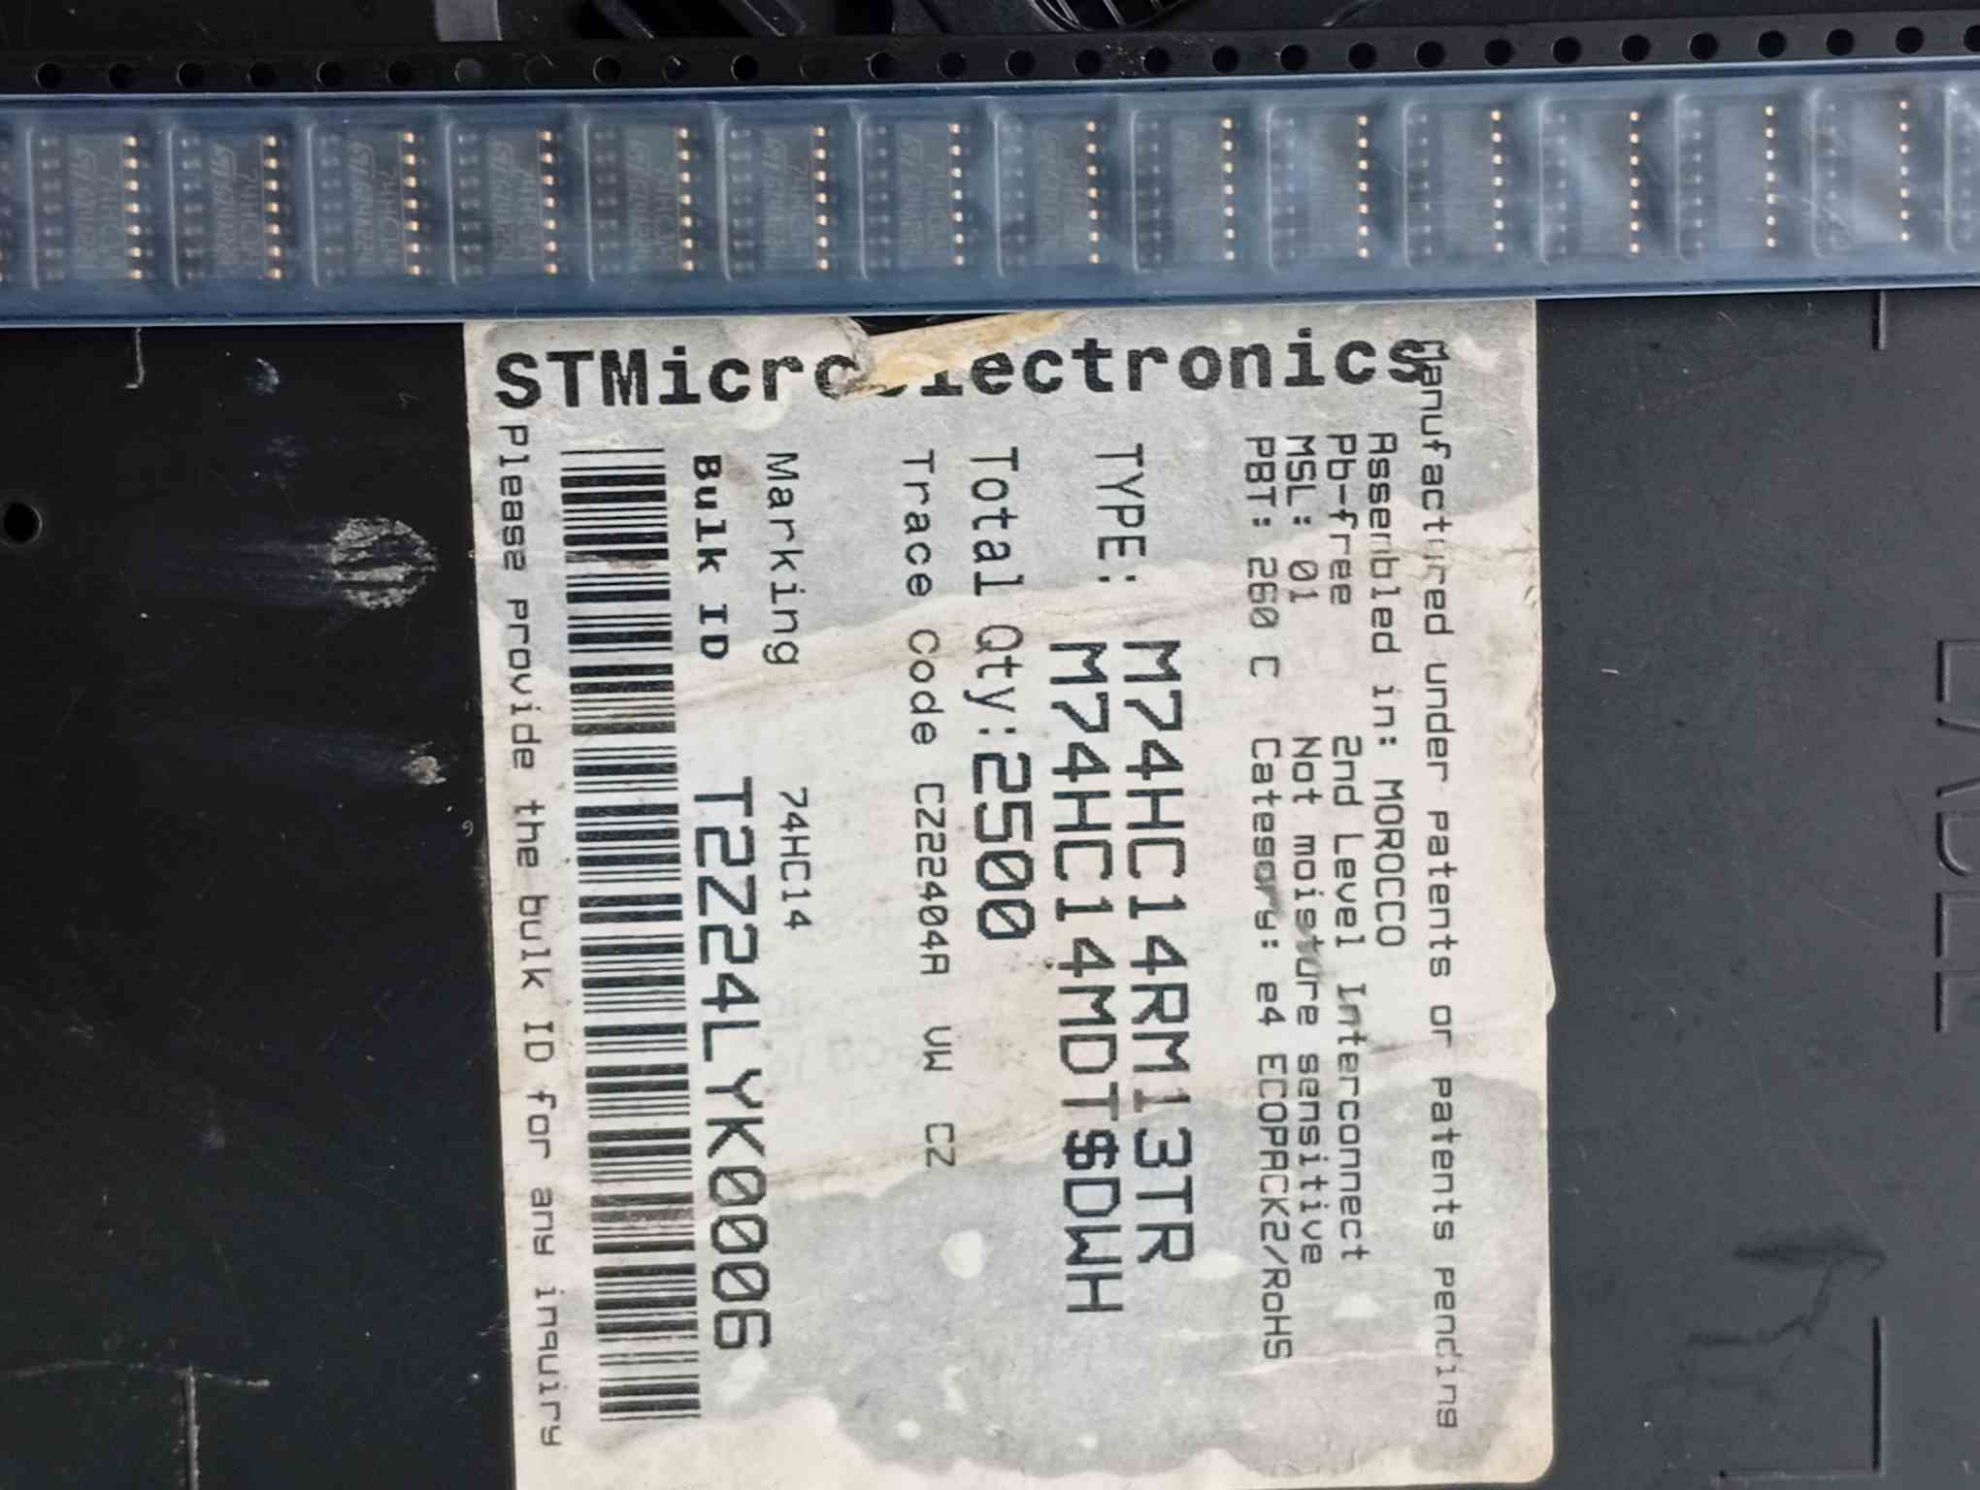 STMicroelectronics
Manufactured under patents or patents pending
Assembled in: MOROCCO
Pb-free 2nd Level Interconnect
MSL: 01 Not moisture sensitive
PBT: 260 C Category: e4 ECOPACK2/RoHS
TYPE: M74HC14RM13TR
M74HC14MDT$DWH
Total Qty:2500
Trace Code CZ22404A VW CZ
Marking 74HC14
Bulk ID T2Z24LYK0006
Please provide the bulk ID for any inquiry